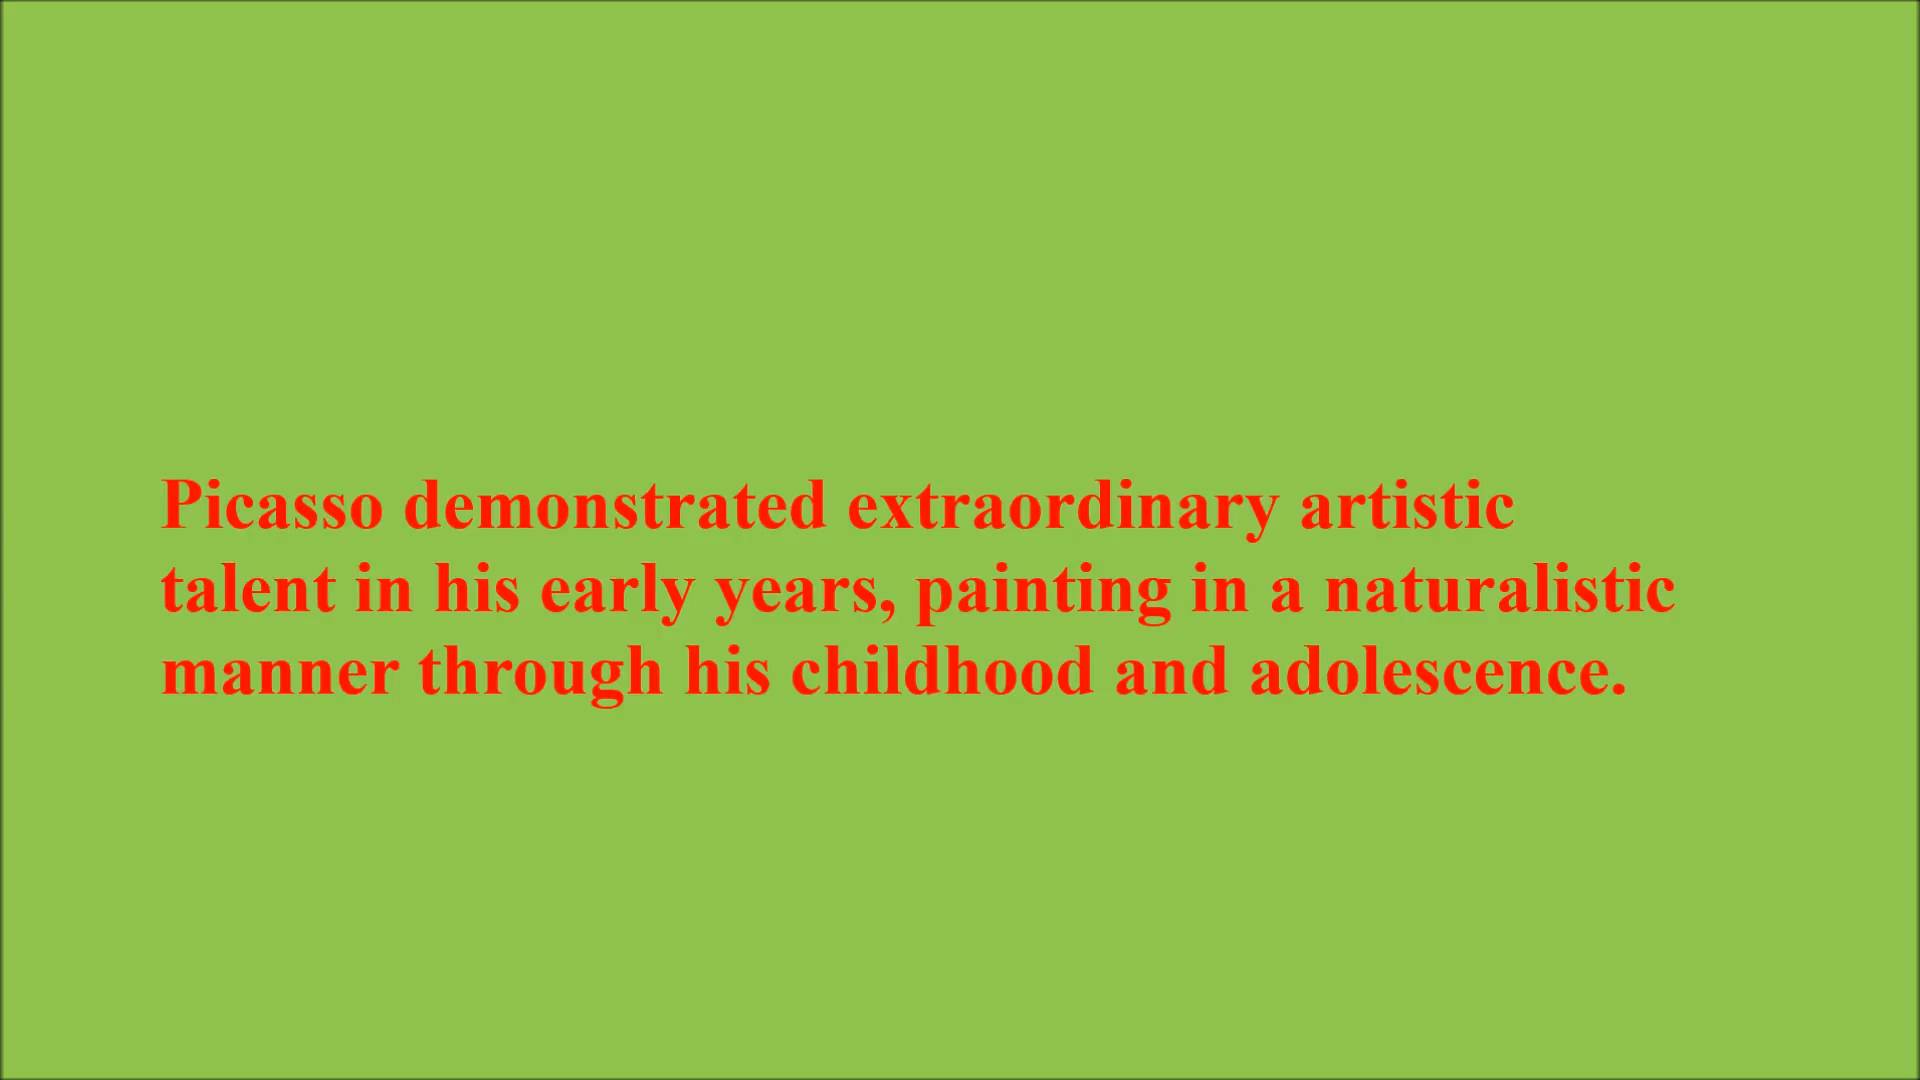 Picasso demonstrated extraordinary artistic
talent in his early years, painting in a naturalistic
manner through his childhood and adolescence.